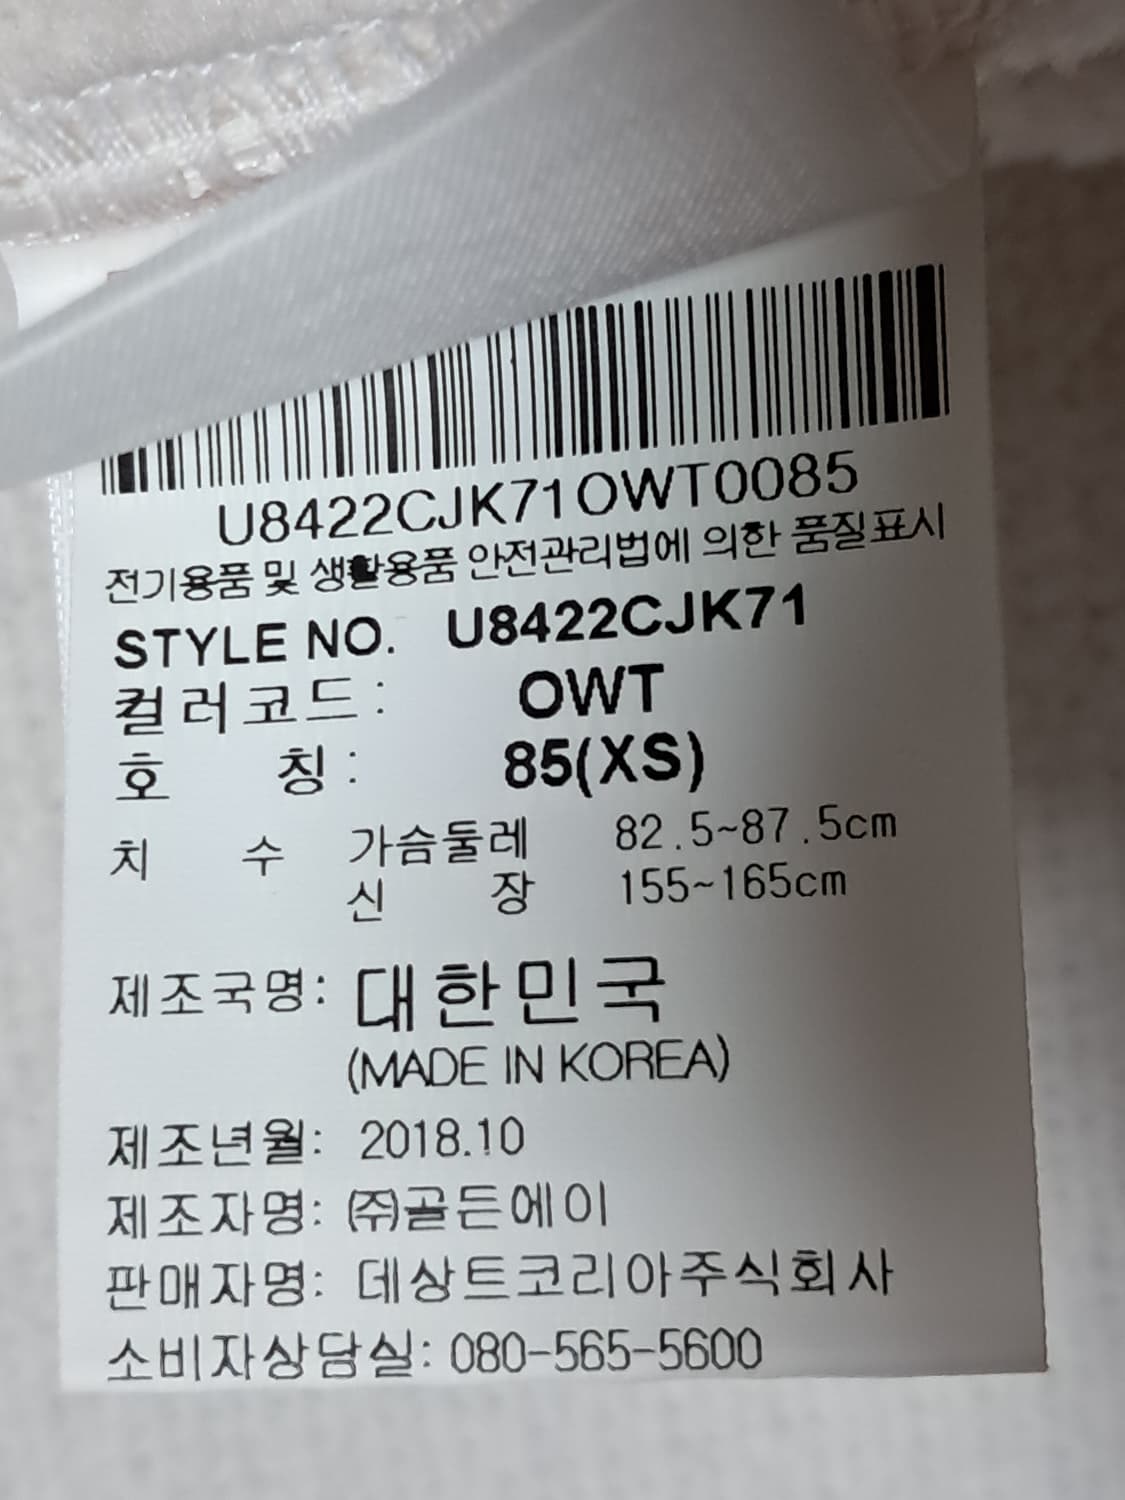 U8422CJK71OWT0085
전기용품 및 생활용품 안전관리법에 의한 품질표시
STYLE NO. U8422CJK71
컬러코드: OWT
호 칭: 85(XS)
치 수 가슴둘레 82.5~87.5cm
신 장 155~165cm
제조국명: 대한민국
(MADE IN KOREA)
제조년월: 2018.10
제조자명: ㈜골든에이
판매자명: 데상트코리아주식회사
소비자상담실: 080-565-5600